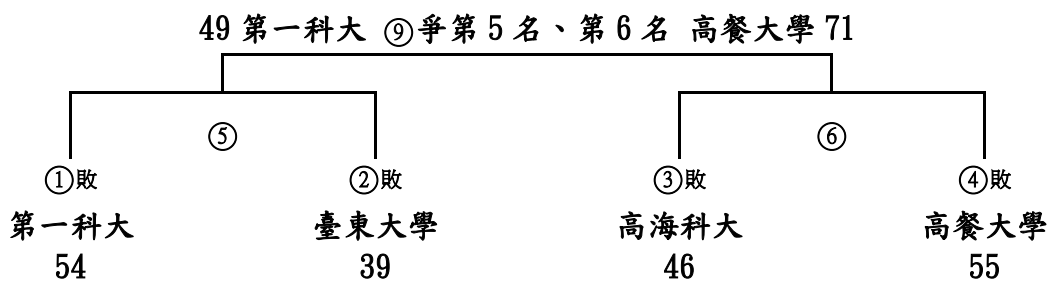 49 第一科大 ⑨爭第 5 名、第 6 名 高餐大學 71
⑤ ⑥
①敗 ②敗 ③敗 ④敗
第一科大 臺東大學 高海科大 高餐大學
54 39 46 55